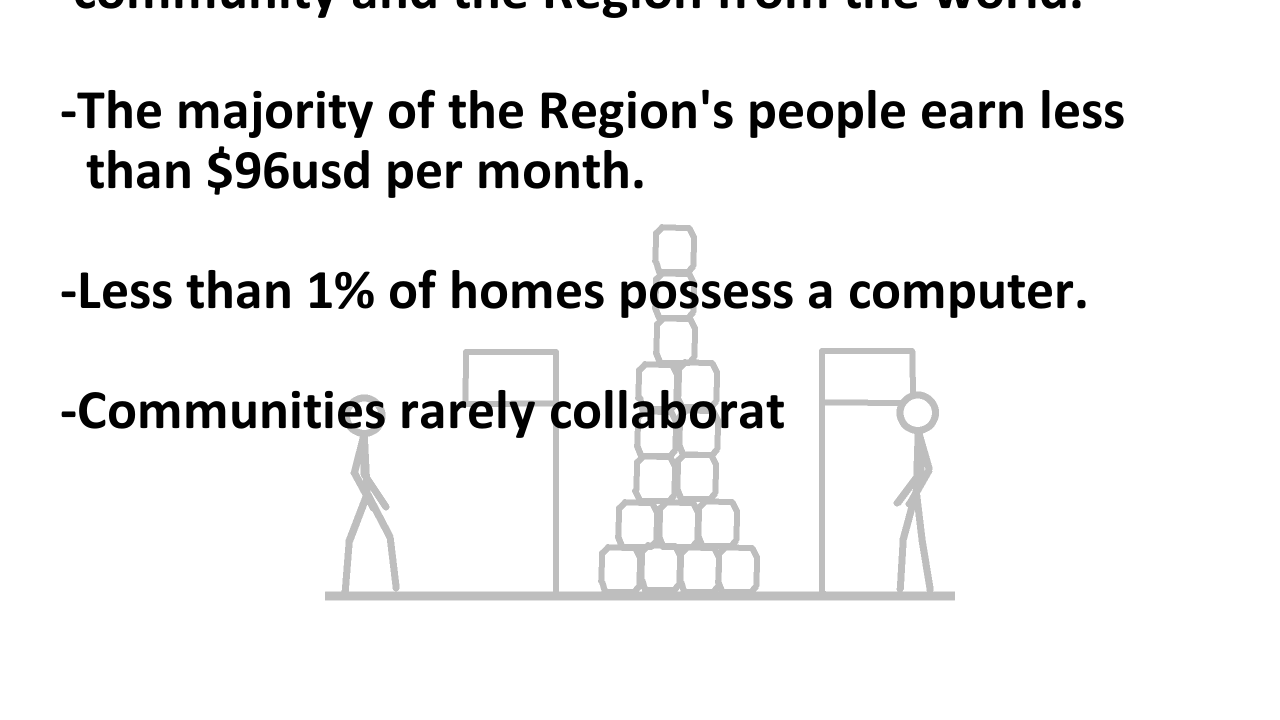 community and the Region from the world.
-The majority of the Region's people earn less
than $96usd per month.
-Less than 1% of homes possess a computer.
-Communities rarely collaborat